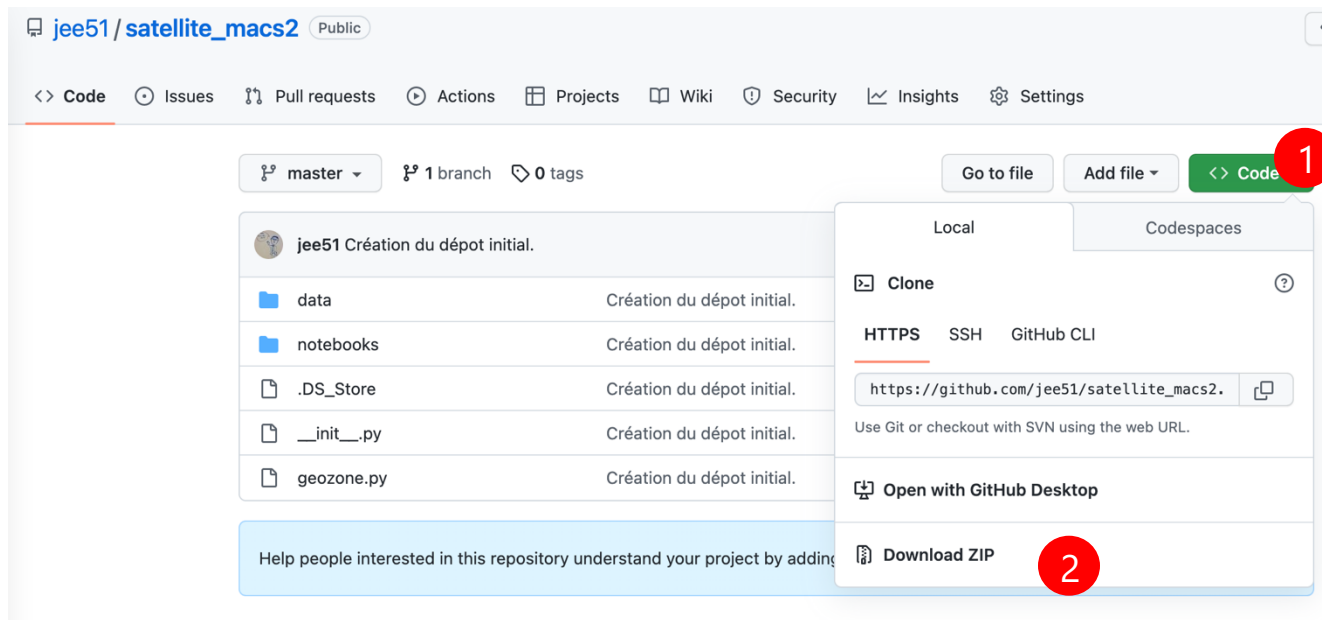 jee51 / satellite_macs2 Public
<> Code Issues Pull requests Actions Projects Wiki Security Insights Settings
master 1 branch 0 tags Go to file Add file <> Code 1
Local Codespaces
jee51 Création du dépot initial.
Clone
data Création du dépot initial.
HTTPS SSH GitHub CLI
notebooks Création du dépot initial.
.DS_Store Création du dépot initial.
https://github.com/jee51/satellite_macs2.
Use Git or checkout with SVN using the web URL.
__init__.py Création du dépot initial.
geozone.py Création du dépot initial.
Open with GitHub Desktop
Help people interested in this repository understand your project by adding
Download ZIP 2